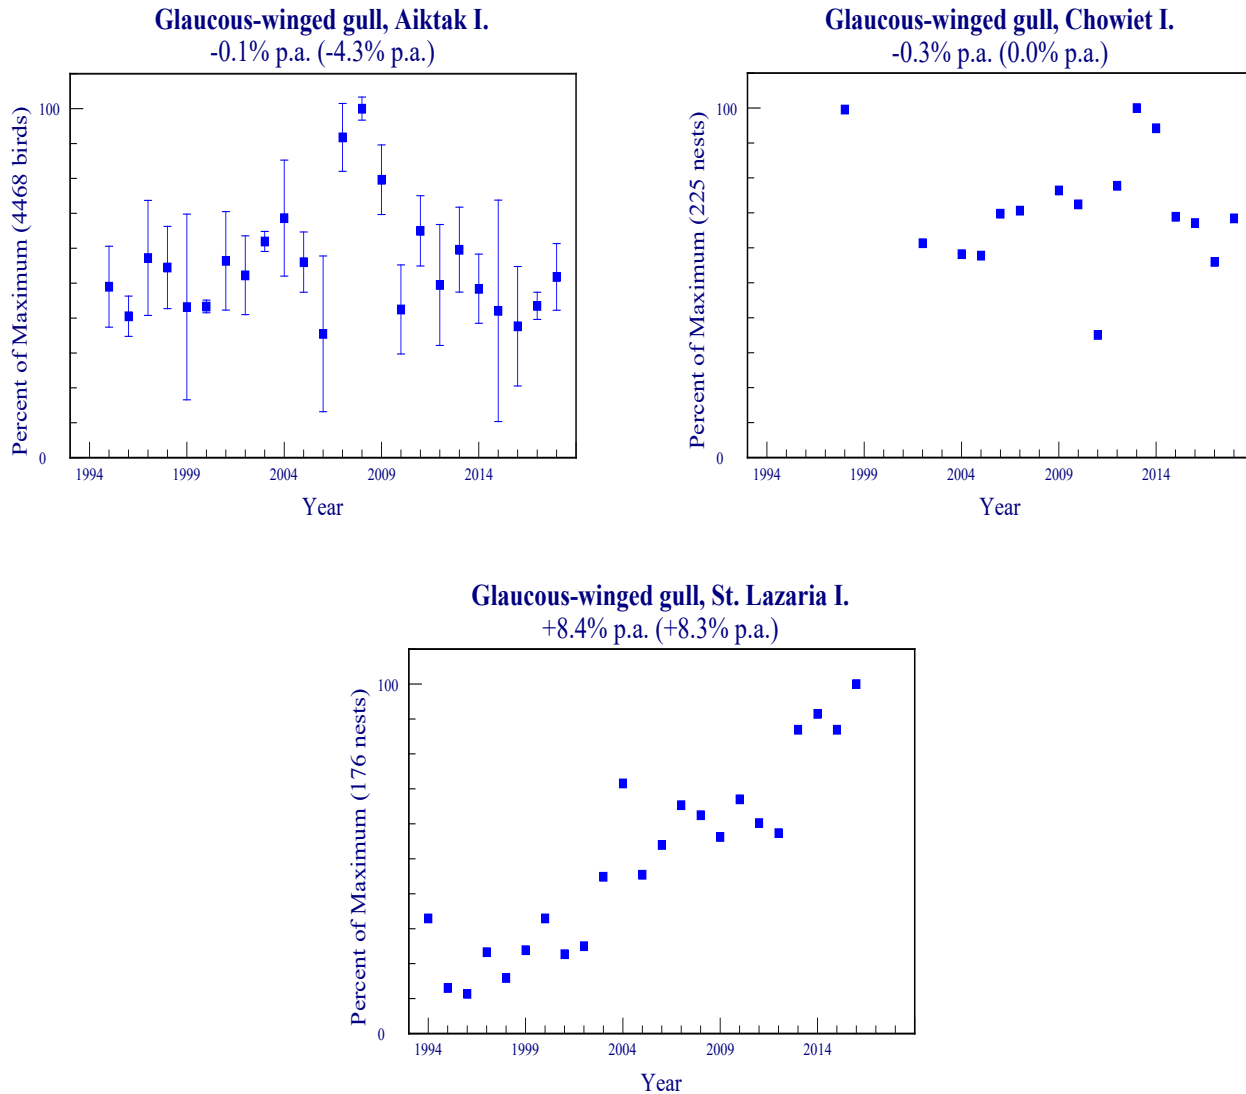 Glaucous-winged gull, Aiktak I.
-0.1% p.a. (-4.3% p.a.)
Percent of Maximum (4468 birds)
100
0
1994 1999 2004 2009 2014
Year
Glaucous-winged gull, Chowiet I.
-0.3% p.a. (0.0% p.a.)
Percent of Maximum (225 nests)
100
0
1994 1999 2004 2009 2014
Year
Glaucous-winged gull, St. Lazaria I.
+8.4% p.a. (+8.3% p.a.)
Percent of Maximum (176 nests)
100
0
1994 1999 2004 2009 2014
Year